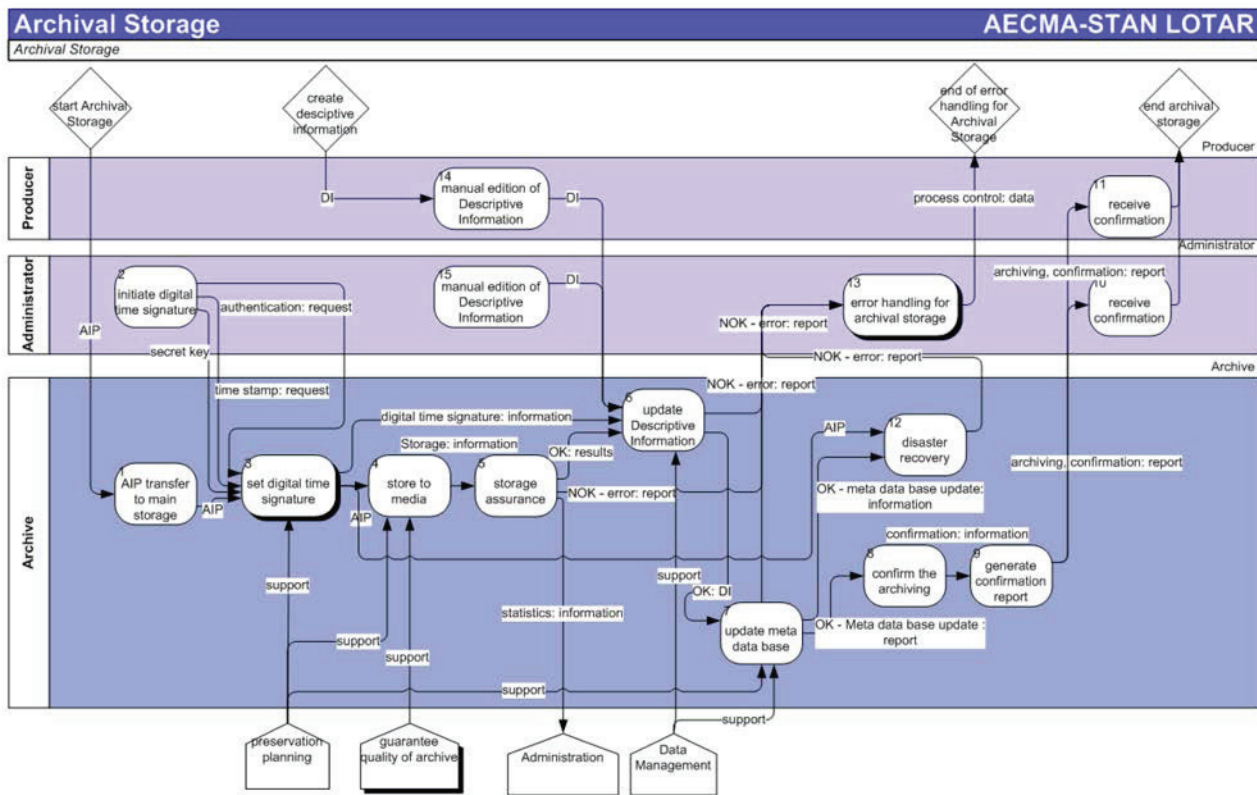 Archival Storage
AECMA-STAN LOTAR
Archival Storage
start Archival
Storage
create
desciptive
information
end of error
handling for
Archival
Storage
end archival
storage
Producer
Producer
DI
14
manual edition of
Descriptive
Information
DI
process control: data
11
receive
confirmation
Administrator
Administrator
2
initiate digital
time signature
authentication: request
15
manual edition of
Descriptive
Information
DI
13
error handling for
archival storage
archiving, confirmation: report
10
receive
confirmation
AIP
NOK - error: report
secret key
NOK - error: report
Archive
Archive
time stamp: request
NOK - error: report
6
update
Descriptive
Information
digital time signature: information
AIP
12
disaster
recovery
Storage: information
OK: results
1
AIP transfer
to main
storage
AIP
3
set digital time
signature
4
store to
media
5
storage
assurance
archiving, confirmation: report
NOK - error: report
OK - meta data base update:
information
AIP
confirmation: information
8
confirm the
archiving
9
generate
confirmation
report
support
support
OK: DI
statistics: information
7
update meta
data base
OK - Meta data base update :
report
support
support
support
support
preservation
planning
guarantee
quality of archive
Administration
Data
Management